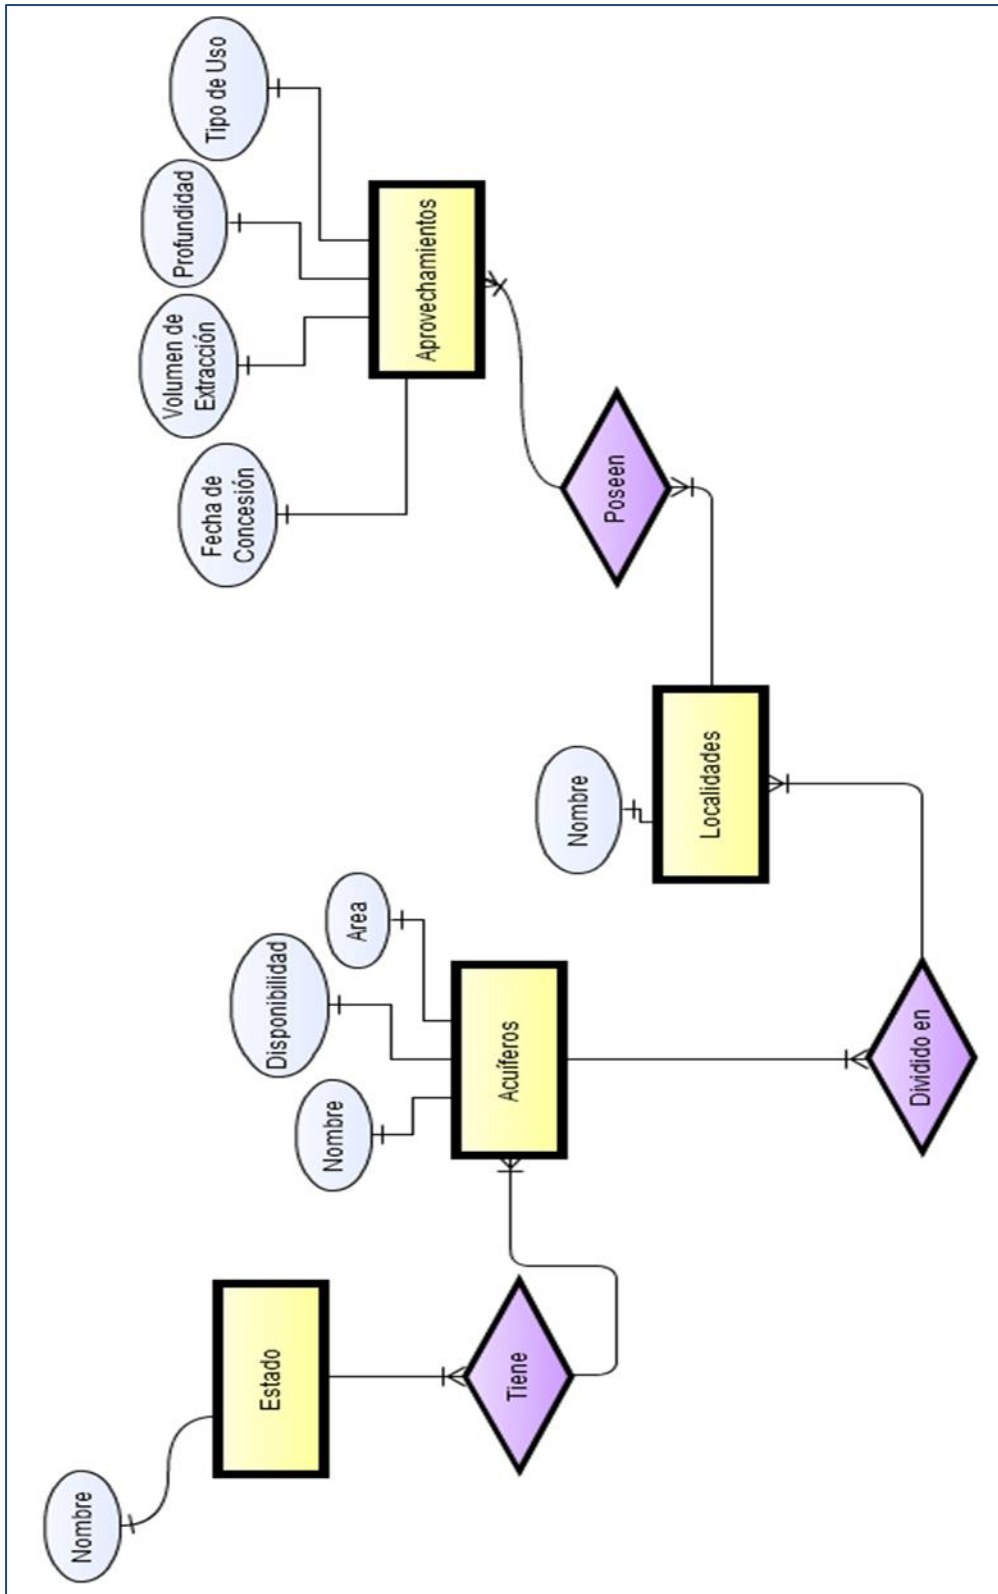 Nombre
Estado
Tiene
Nombre
Disponibilidad
Area
Acuíferos
Dividido en
Nombre
Localidades
Poseen
Fecha de
Concesión
Volumen de
Extracción
Profundidad
Tipo de Uso
Aprovechamientos